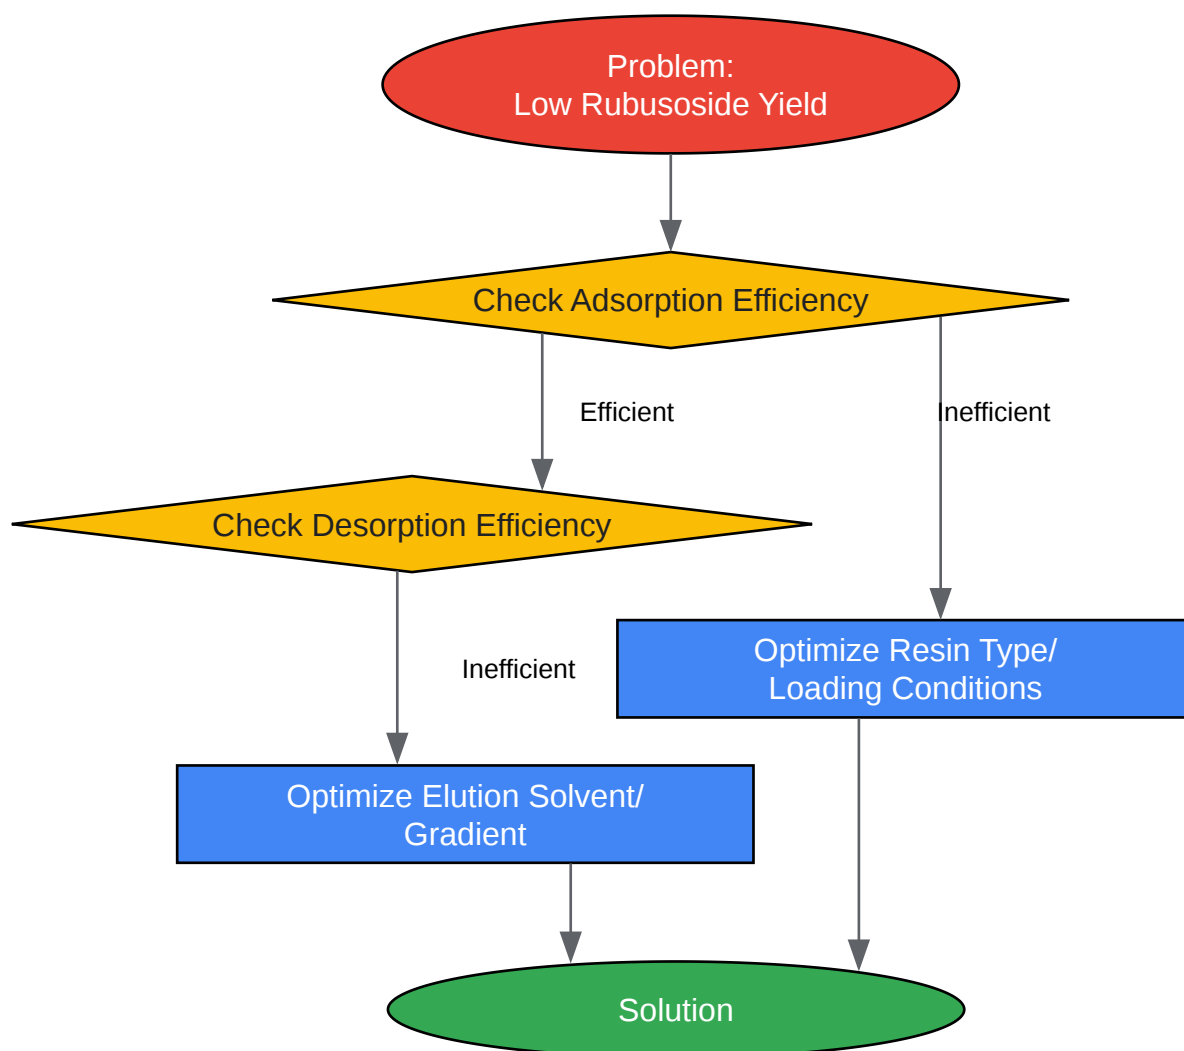 Problem:
Low Rubusoside Yield
Check Adsorption Efficiency
Efficient
Inefficient
Check Desorption Efficiency
Optimize Resin Type/
Loading Conditions
Inefficient
Optimize Elution Solvent/
Gradient
Solution